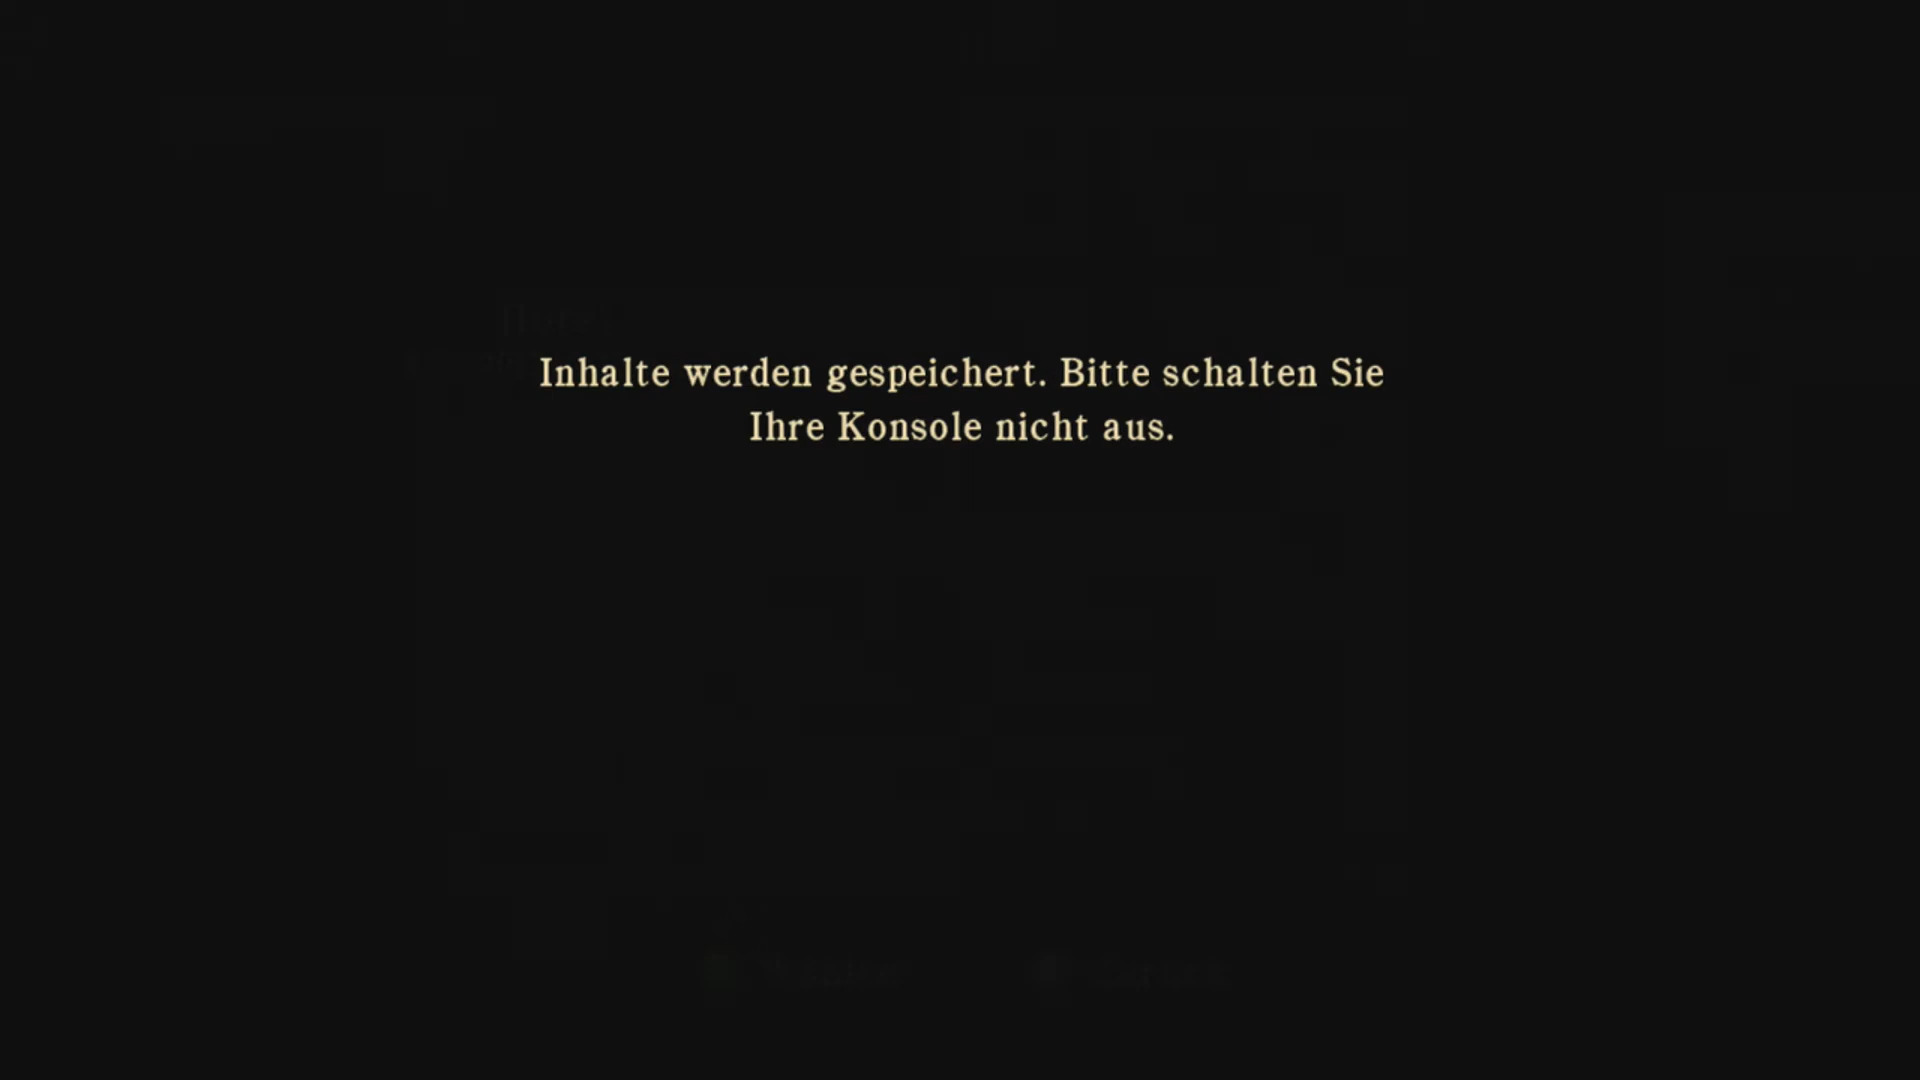 Inhalte werden gespeichert. Bitte schalten Sie
Ihre Konsole nicht aus.